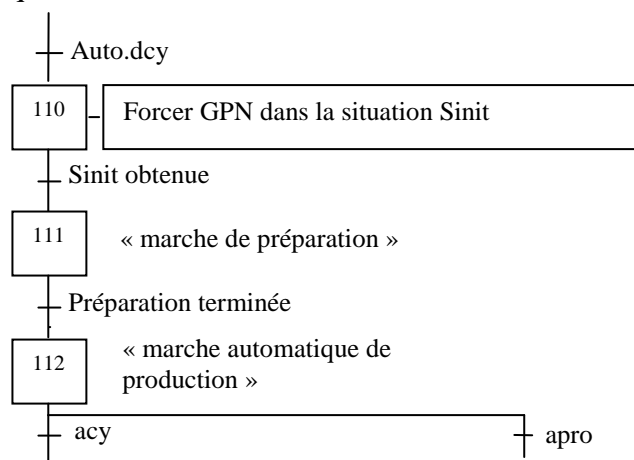 Auto.dcy
110
Forcer GPN dans la situation Sinit
Sinit obtenue
111
« marche de préparation »
Préparation terminée
112
« marche automatique de
production »
acy
apro